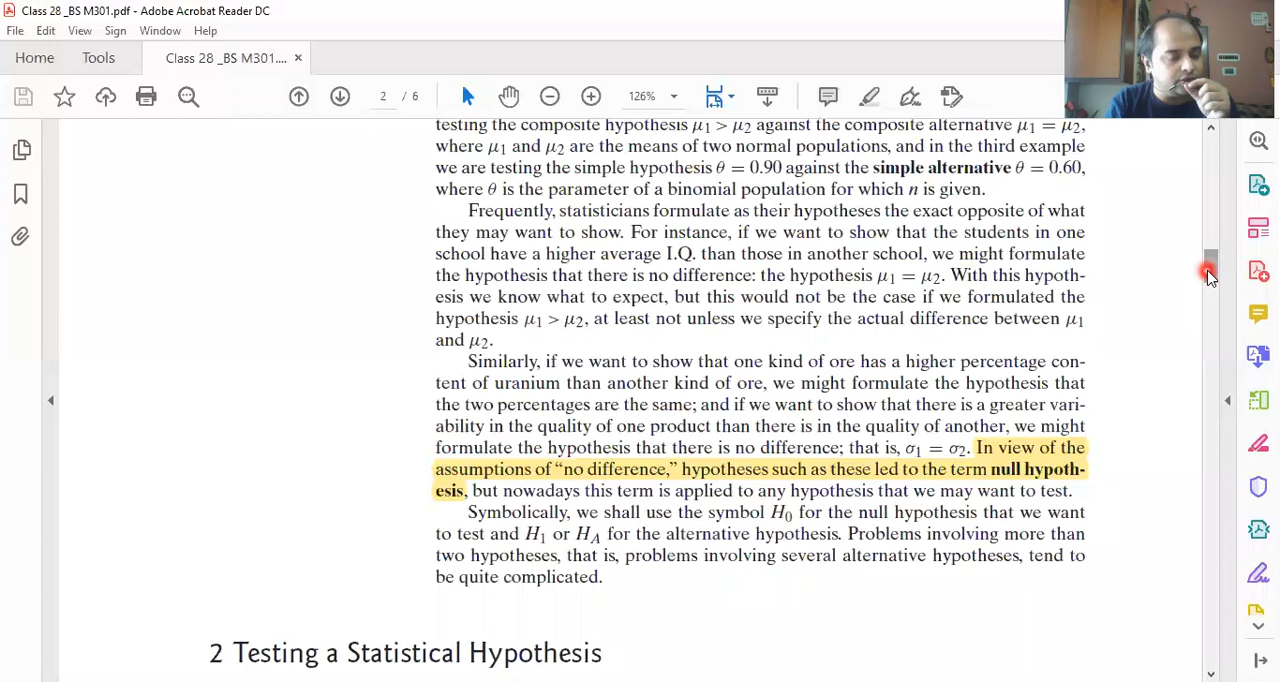 Class 28 _BS M301.pdf - Adobe Acrobat Reader DC
File Edit View Sign Window Help
Home Tools Class 28 _BS M301.... ×
2 / 6 126%
testing the composite hypothesis μ1 > μ2 against the composite alternative μ1 = μ2,
where μ1 and μ2 are the means of two normal populations, and in the third example
we are testing the simple hypothesis θ = 0.90 against the simple alternative θ = 0.60,
where θ is the parameter of a binomial population for which n is given.
Frequently, statisticians formulate as their hypotheses the exact opposite of what
they may want to show. For instance, if we want to show that the students in one
school have a higher average I.Q. than those in another school, we might formulate
the hypothesis that there is no difference: the hypothesis μ1 = μ2. With this hypoth-
esis we know what to expect, but this would not be the case if we formulated the
hypothesis μ1 > μ2, at least not unless we specify the actual difference between μ1
and μ2.
Similarly, if we want to show that one kind of ore has a higher percentage con-
tent of uranium than another kind of ore, we might formulate the hypothesis that
the two percentages are the same; and if we want to show that there is a greater vari-
ability in the quality of one product than there is in the quality of another, we might
formulate the hypothesis that there is no difference; that is, σ1 = σ2. In view of the
assumptions of “no difference,” hypotheses such as these led to the term null hypoth-
esis, but nowadays this term is applied to any hypothesis that we may want to test.
Symbolically, we shall use the symbol H0 for the null hypothesis that we want
to test and H1 or HA for the alternative hypothesis. Problems involving more than
two hypotheses, that is, problems involving several alternative hypotheses, tend to
be quite complicated.
2 Testing a Statistical Hypothesis